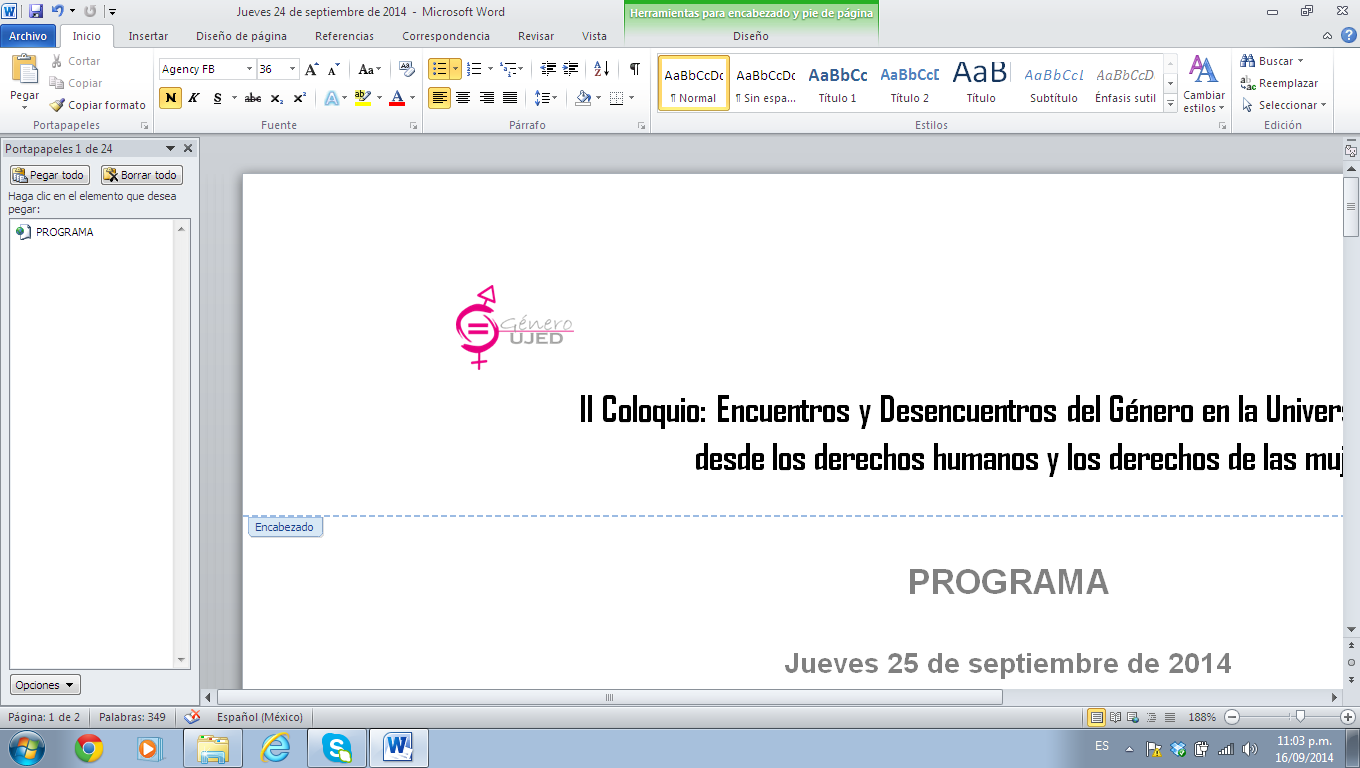 Jueves 24 de septiembre de 2014 - Microsoft Word
Herramientas para encabezado y pie de página
Archivo Inicio Insertar Diseño de página Referencias Correspondencia Revisar Vista Diseño
Pegar
Cortar
Copiar
Copiar formato
Portapapeles
Agency FB 36
N K S abc x₂ x²
Fuente
Párrafo
AaBbCcDc AaBbCcDc AaBbCc AaBbCcD AaB AaBbCcL AaBbCcD
¶ Normal ¶ Sin espa... Título 1 Título 2 Título Subtítulo Énfasis sutil
Cambiar estilos
Estilos
Buscar
Reemplazar
Seleccionar
Edición
Portapapeles 1 de 24
Pegar todo Borrar todo
Haga clic en el elemento que desea
pegar:
PROGRAMA
Opciones
Género
UJED
II Coloquio: Encuentros y Desencuentros del Género en la Univers
desde los derechos humanos y los derechos de las muj
Encabezado
PROGRAMA
Jueves 25 de septiembre de 2014
Página: 1 de 2 Palabras: 349 Español (México) 188%
ES 11:03 p.m.
16/09/2014